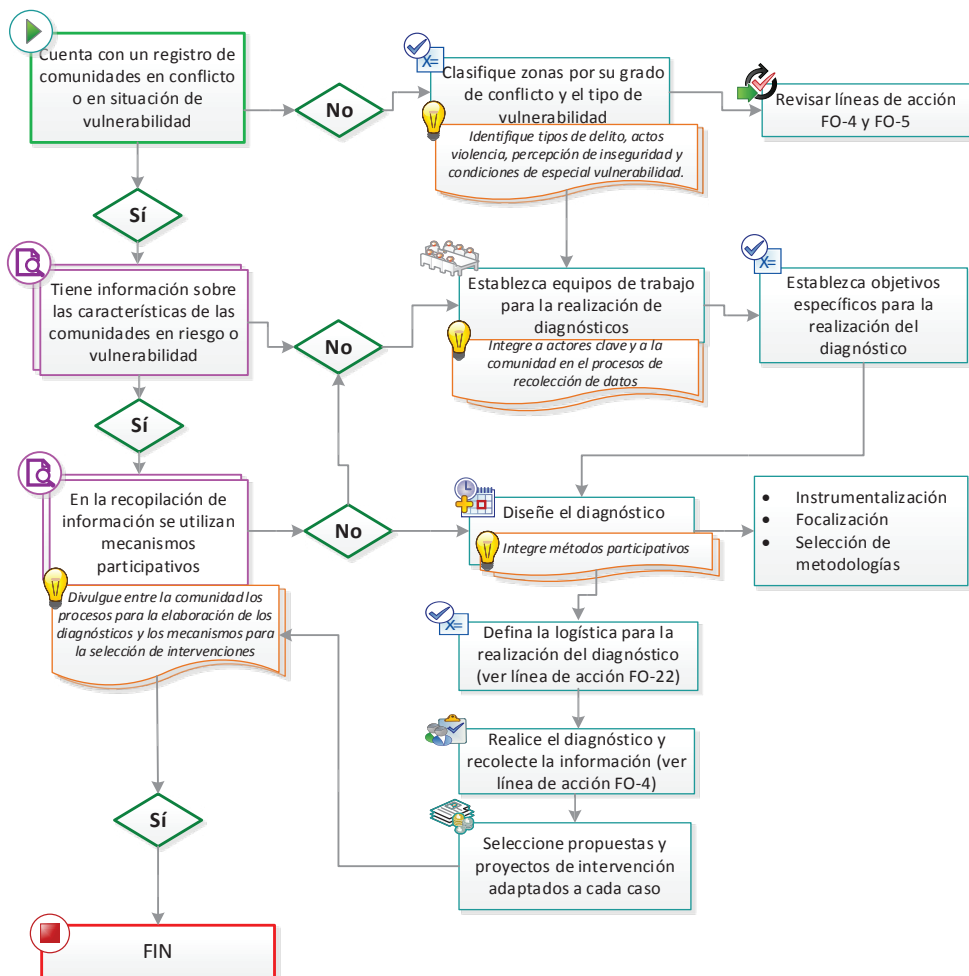 Cuenta con un registro de
comunidades en conflicto
o en situación de
vulnerabilidad
No
X=
Clasifique zonas por su grado
de conflicto y el tipo de
vulnerabilidad
Identifique tipos de delito, actos
violencia, percepción de inseguridad y
condiciones de especial vulnerabilidad.
Revisar líneas de acción
FO-4 y FO-5
Sí
Tiene información sobre
las características de las
comunidades en riesgo o
vulnerabilidad
No
Establezca equipos de trabajo
para la realización de
diagnósticos
Integre a actores clave y a la
comunidad en el procesos de
recolección de datos
X=
Establezca objetivos
específicos para la
realización del
diagnóstico
Sí
En la recopilación de
información se utilizan
mecanismos
participativos
Divulgue entre la comunidad los
procesos para la elaboración de los
diagnósticos y los mecanismos para
la selección de intervenciones
No
Diseñe el diagnóstico
Integre métodos participativos
• Instrumentalización
• Focalización
• Selección de
metodologías
X=
Defina la logística para la
realización del diagnóstico
(ver línea de acción FO-22)
Realice el diagnóstico y
recolecte la información (ver
línea de acción FO-4)
Seleccione propuestas y
proyectos de intervención
adaptados a cada caso
Sí
FIN